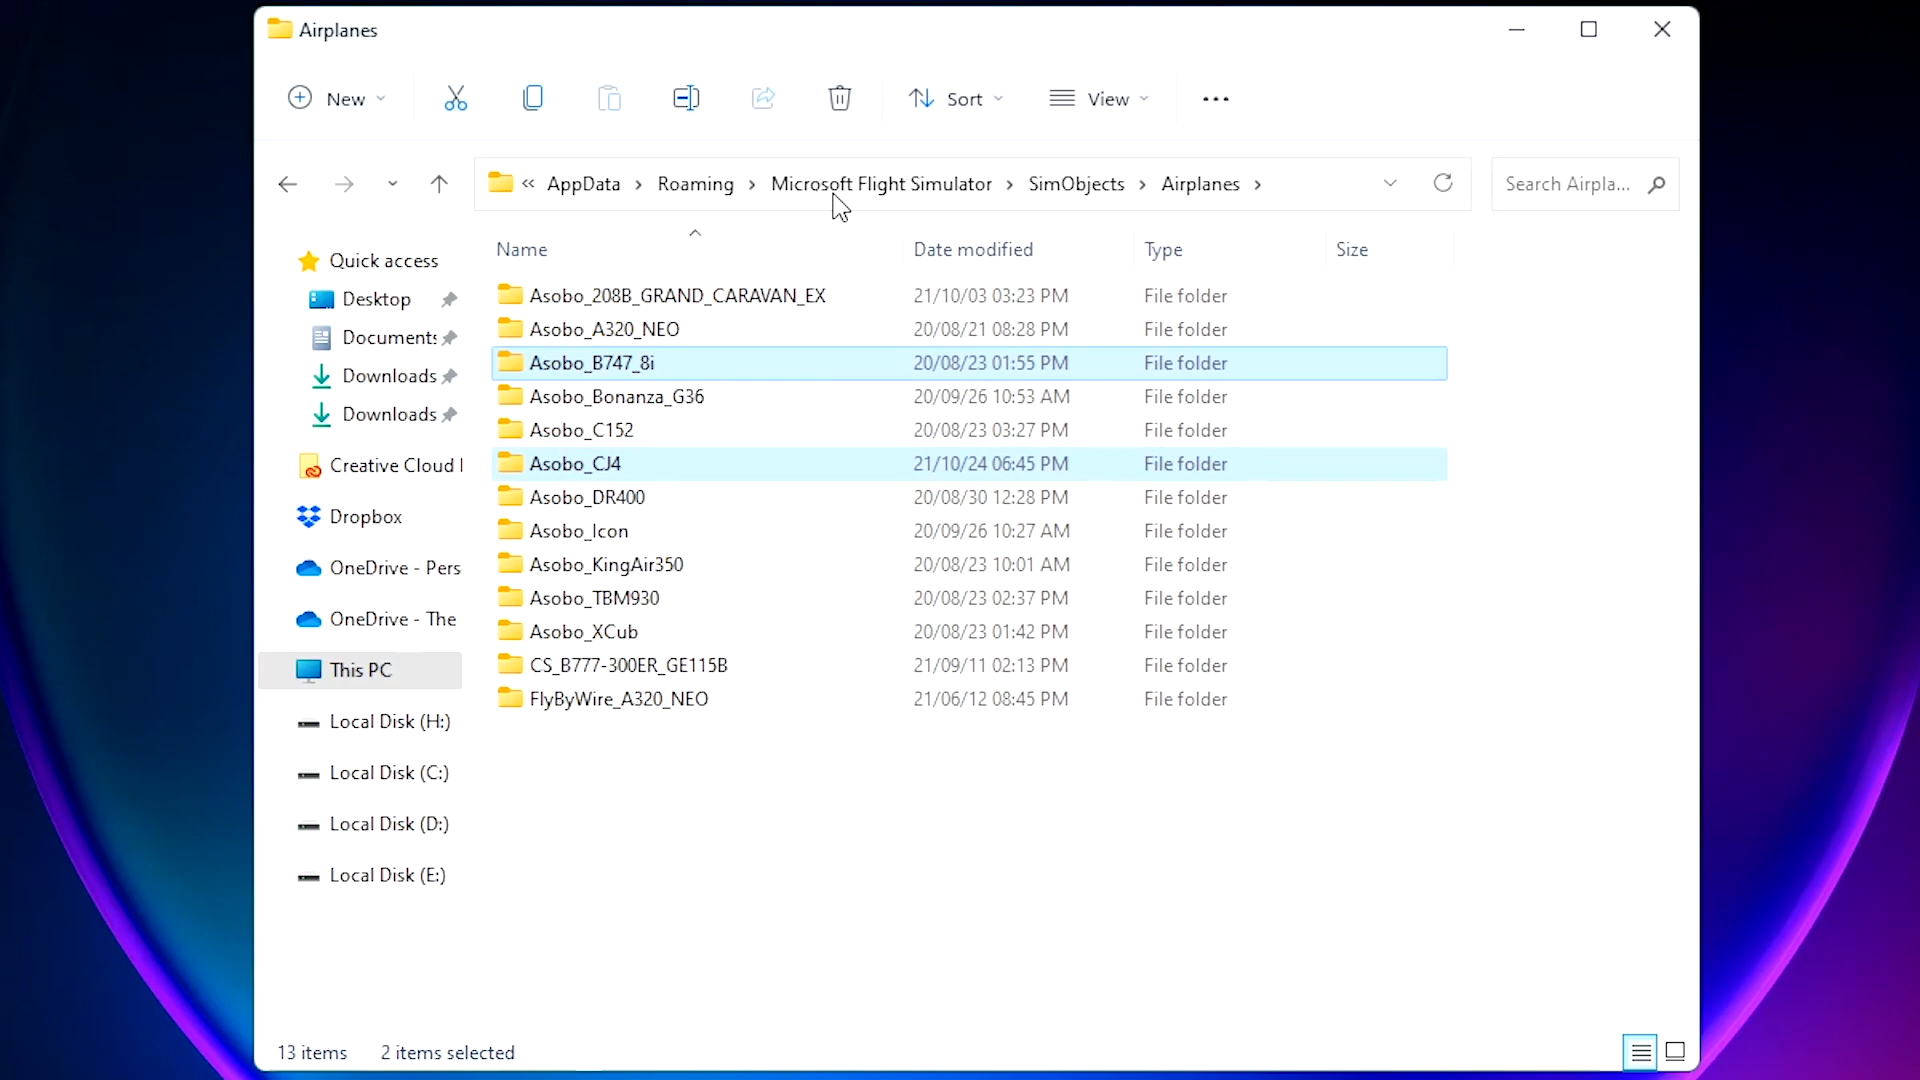 Airplanes
New
Sort
View
AppData > Roaming > Microsoft Flight Simulator > SimObjects > Airplanes >
Search Airpla...
Name Date modified Type Size
Quick access
Desktop
Documents
Downloads
Downloads
Creative Cloud
Dropbox
OneDrive - Pers
OneDrive - The
This PC
Local Disk (H:)
Local Disk (C:)
Local Disk (D:)
Local Disk (E:)
Asobo_208B_GRAND_CARAVAN_EX 21/10/03 03:23 PM File folder
Asobo_A320_NEO 20/08/21 08:28 PM File folder
Asobo_B747_8i 20/08/23 01:55 PM File folder
Asobo_Bonanza_G36 20/09/26 10:53 AM File folder
Asobo_C152 20/08/23 03:27 PM File folder
Asobo_CJ4 21/10/24 06:45 PM File folder
Asobo_DR400 20/08/30 12:28 PM File folder
Asobo_Icon 20/09/26 10:27 AM File folder
Asobo_KingAir350 20/08/23 10:01 AM File folder
Asobo_TBM930 20/08/23 02:37 PM File folder
Asobo_XCub 20/08/23 01:42 PM File folder
CS_B777-300ER_GE115B 21/09/11 02:13 PM File folder
FlyByWire_A320_NEO 21/06/12 08:45 PM File folder
13 items 2 items selected